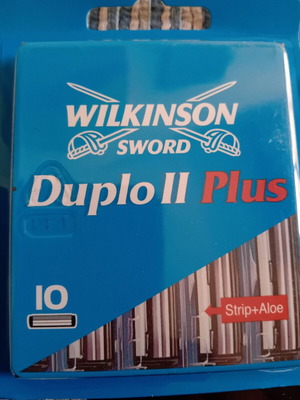 WILKINSON
SWORD
Duplo II Plus
10
Strip+Aloe